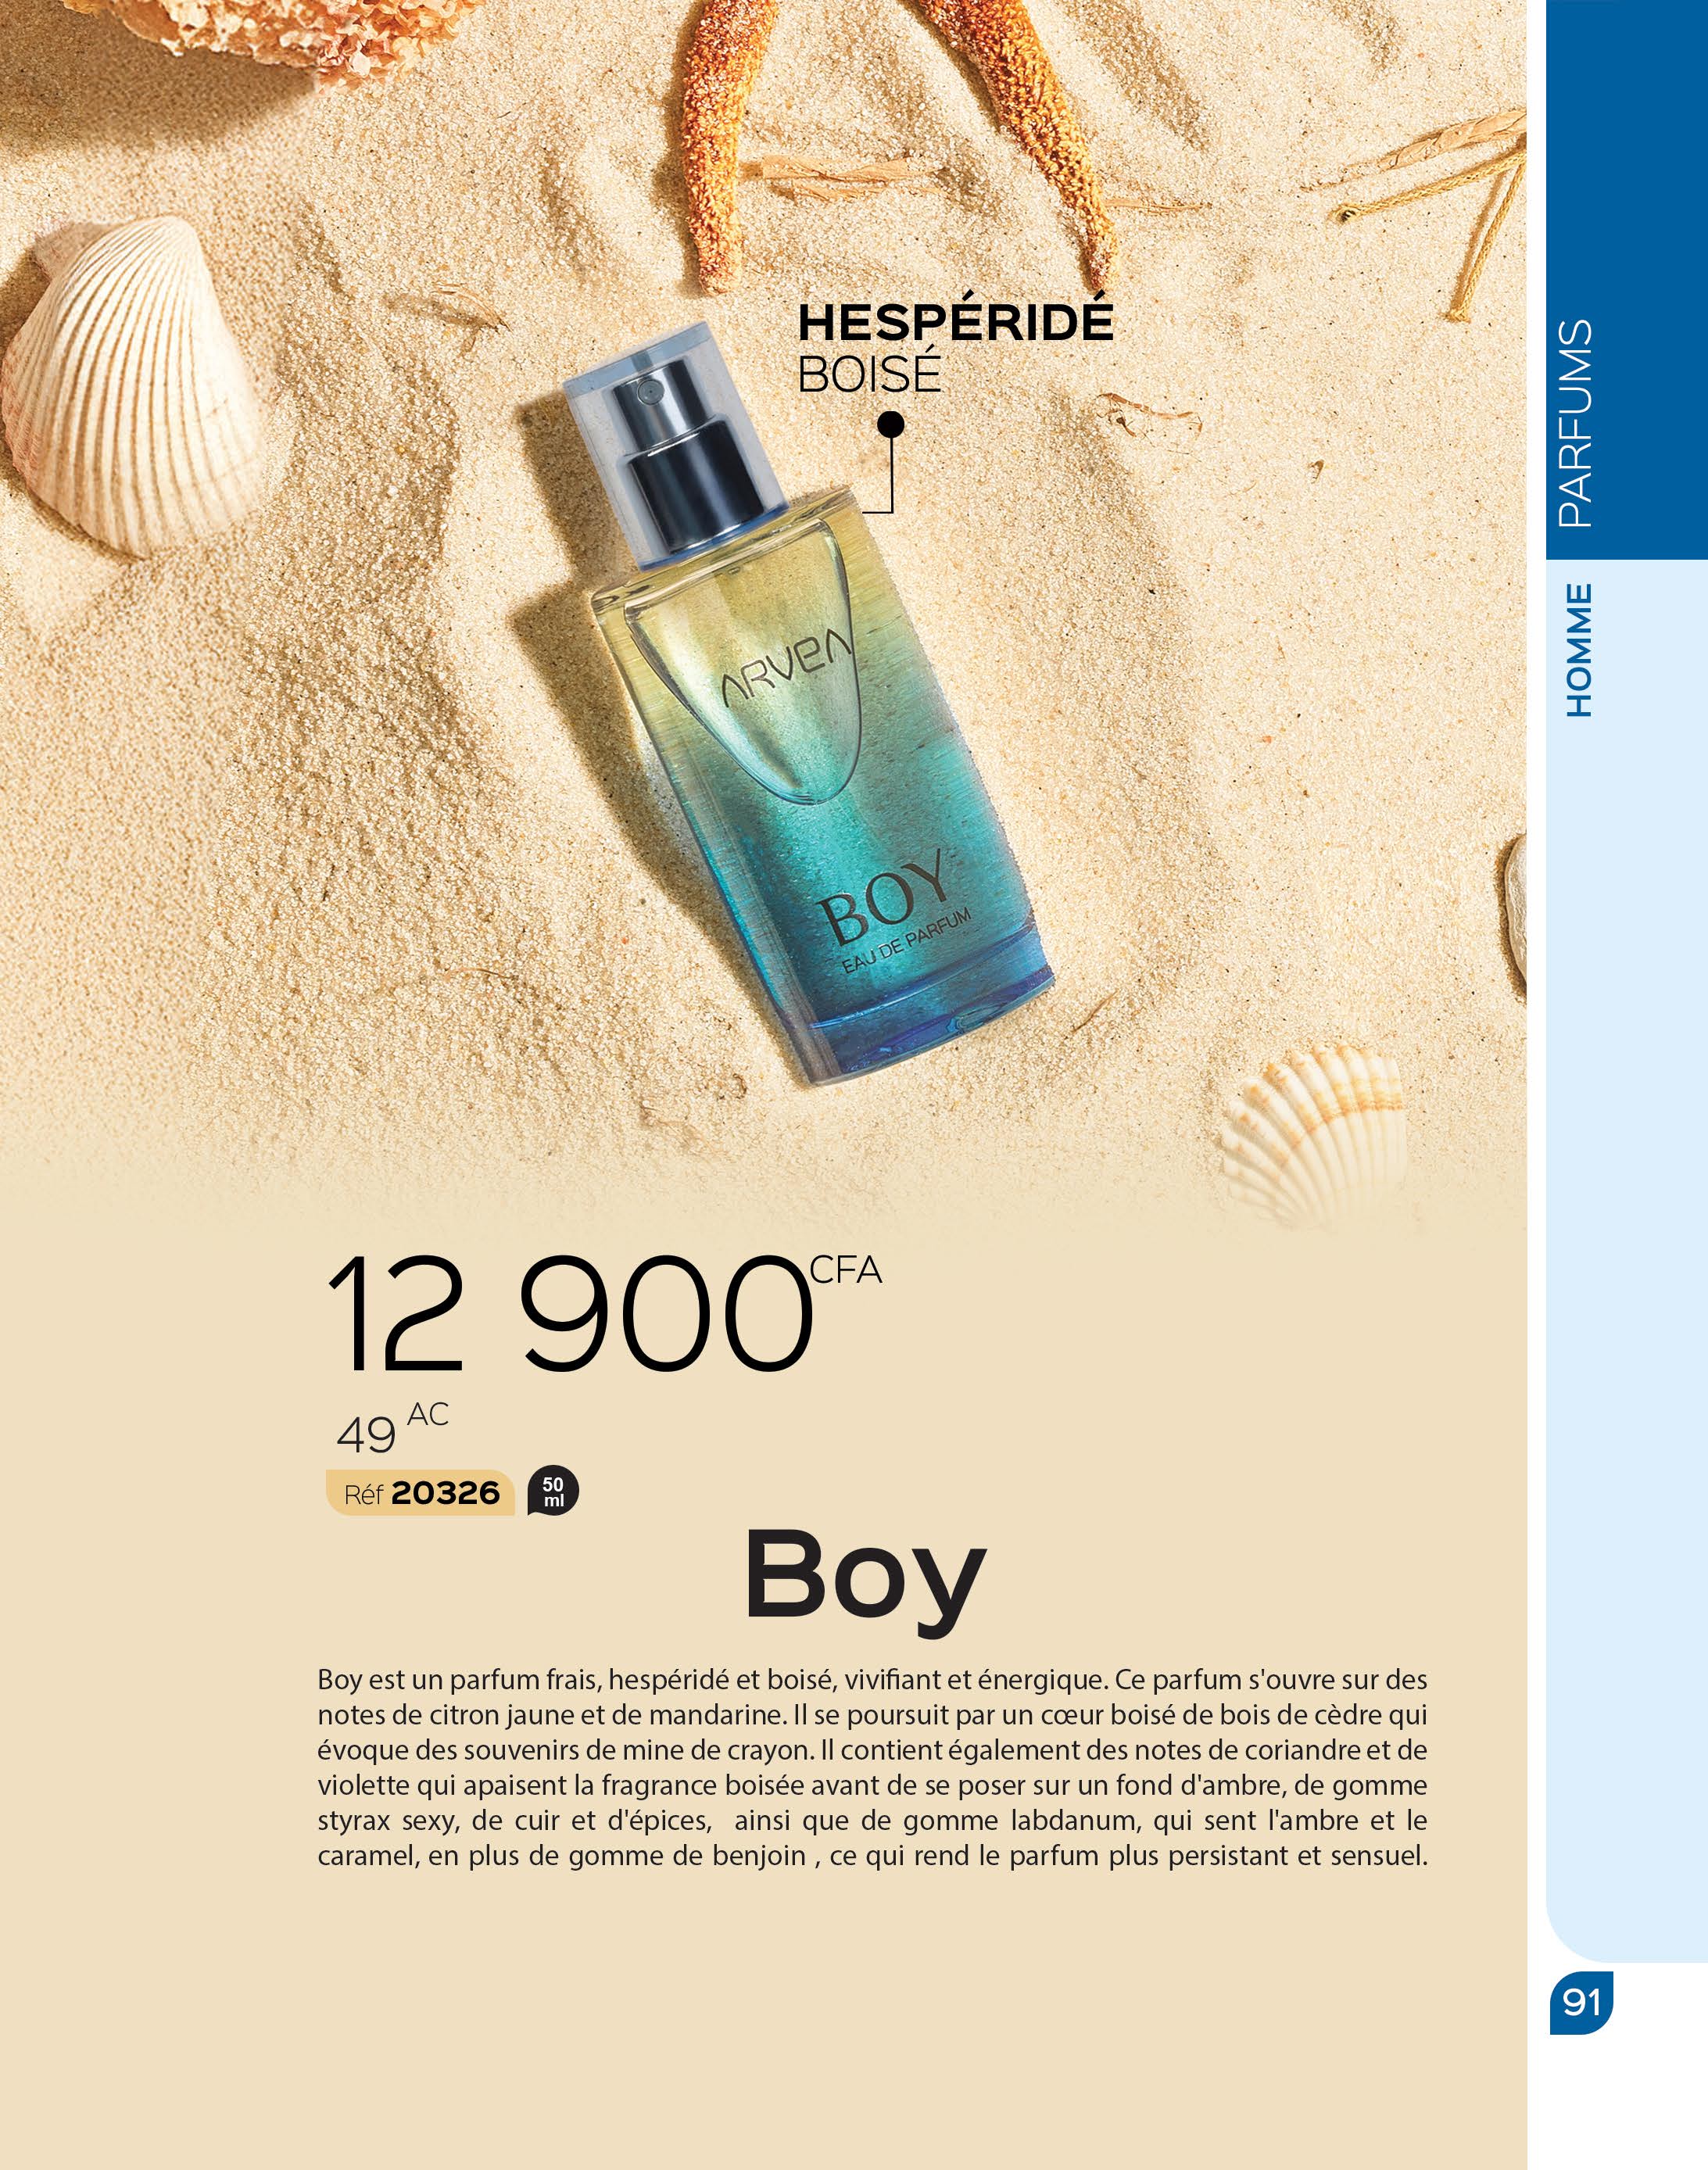 HESPÉRIDÉ
BOISÉ
PARFUMS
HOMME
ARVEA
BOY
EAU DE PARFUM
12 900 CFA
49 AC
Réf 20326
50
ml
Boy
Boy est un parfum frais, hespéridé et boisé, vivifiant et énergique. Ce parfum s'ouvre sur des
notes de citron jaune et de mandarine. Il se poursuit par un cœur boisé de bois de cèdre qui
évoque des souvenirs de mine de crayon. Il contient également des notes de coriandre et de
violette qui apaisent la fragrance boisée avant de se poser sur un fond d'ambre, de gomme
styrax sexy, de cuir et d'épices, ainsi que de gomme labdanum, qui sent l'ambre et le
caramel, en plus de gomme de benjoin , ce qui rend le parfum plus persistant et sensuel.
91